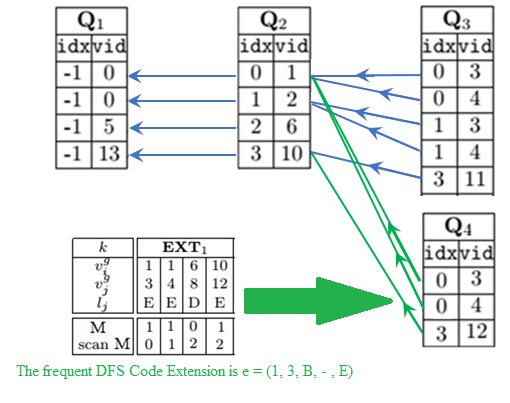 Q1 Q2 Q3
idx vid idx vid idx vid
-1 0 0 1 0 3
-1 0 1 2 0 4
-1 5 2 6 1 3
-1 13 3 10 1 4
3 11
Q4
idx vid
0 3
0 4
3 12
k EXT1
v_i^g 1 1 6 10
v_j^g 3 4 8 12
l_j E E D E
M 1 1 0 1
scan M 0 1 2 2
The frequent DFS Code Extension is e = (1, 3, B, - , E)